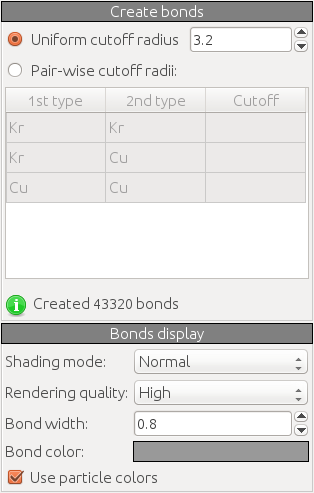 Create bonds
Uniform cutoff radius 3.2
Pair-wise cutoff radii:
1st type 2nd type Cutoff
Kr Kr
Kr Cu
Cu Cu
Created 43320 bonds
Bonds display
Shading mode: Normal
Rendering quality: High
Bond width: 0.8
Bond color:
Use particle colors